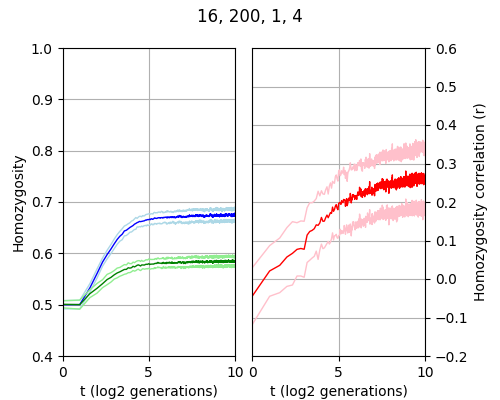 16, 200, 1, 4
Homozygosity
1.0
0.9
0.8
0.7
0.6
0.5
0.4
0 5 10
t (log2 generations)
0 5 10
t (log2 generations)
0.6
0.5
0.4
0.3
0.2
0.1
0.0
−0.1
−0.2
Homozygosity correlation (r)